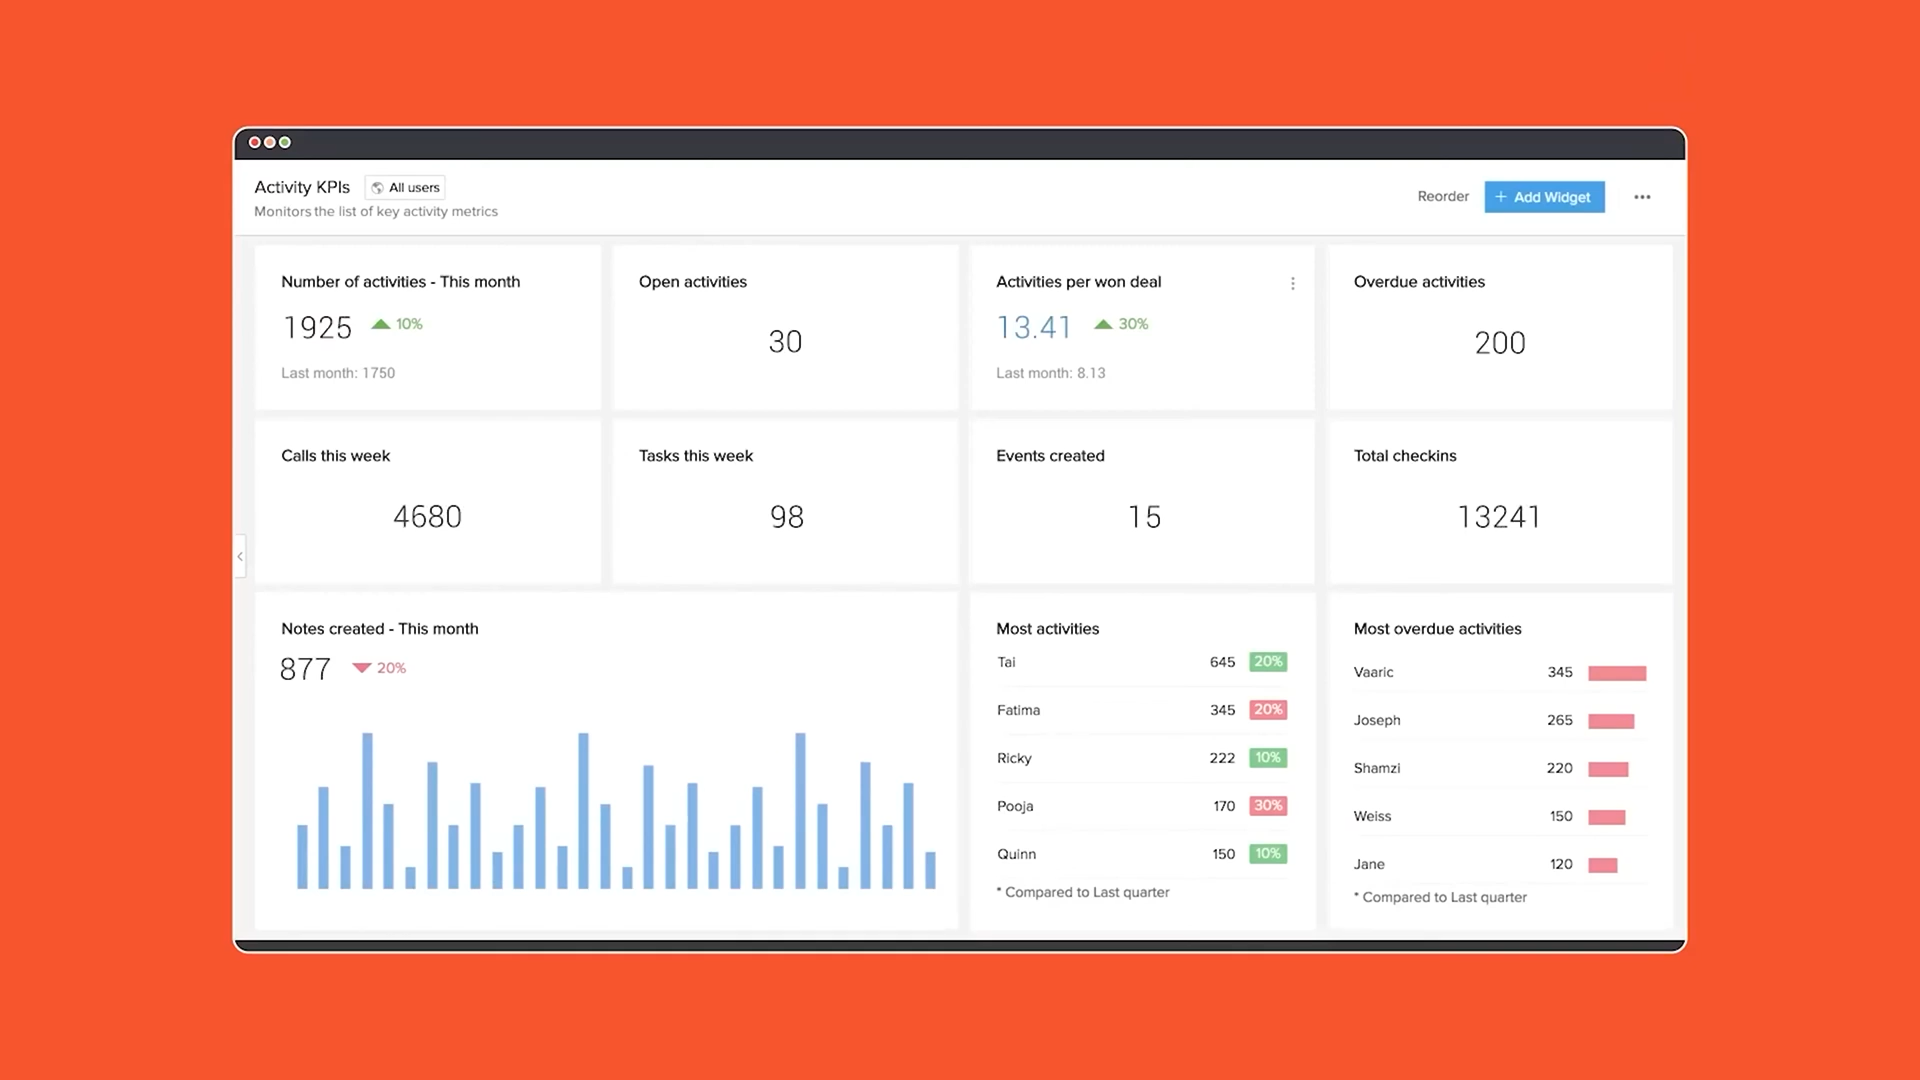 Activity KPIs All users
Monitors the list of key activity metrics
Reorder + Add Widget
Number of activities - This month
1925 10%
Last month: 1750
Open activities
30
Activities per won deal
13.41 30%
Last month: 8.13
Overdue activities
200
Calls this week
4680
Tasks this week
98
Events created
15
Total checkins
13241
Notes created - This month
877 20%
Most activities
Tai 645 20%
Fatima 345 20%
Ricky 222 10%
Pooja 170 30%
Quinn 150 10%
* Compared to Last quarter
Most overdue activities
Vaaric 345
Joseph 265
Shamzi 220
Weiss 150
Jane 120
* Compared to Last quarter